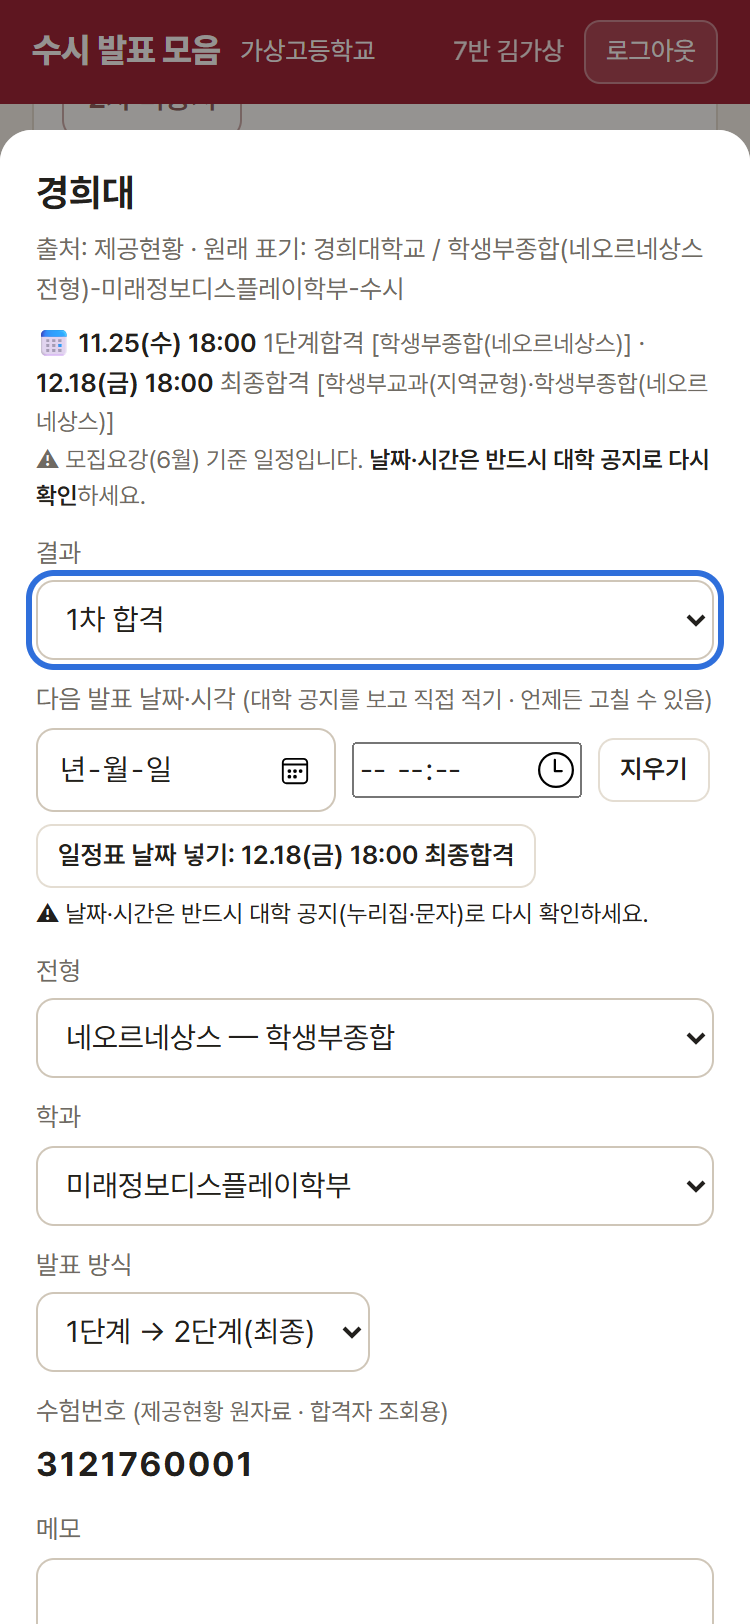 수시 발표 모음 가상고등학교 7반 김가상 로그아웃
경희대
출처: 제공현황 · 원래 표기: 경희대학교 / 학생부종합(네오르네상스
전형)-미래정보디스플레이학부-수시
11.25(수) 18:00 1단계합격 [학생부종합(네오르네상스)] ·
12.18(금) 18:00 최종합격 [학생부교과(지역균형)·학생부종합(네오르
네상스)]
⚠ 모집요강(6월) 기준 일정입니다. 날짜·시간은 반드시 대학 공지로 다시
확인하세요.
결과
1차 합격
다음 발표 날짜·시각 (대학 공지를 보고 직접 적기 · 언제든 고칠 수 있음)
년-월-일 -- --:-- 지우기
일정표 날짜 넣기: 12.18(금) 18:00 최종합격
⚠ 날짜·시간은 반드시 대학 공지(누리집·문자)로 다시 확인하세요.
전형
네오르네상스 — 학생부종합
학과
미래정보디스플레이학부
발표 방식
1단계 → 2단계(최종)
수험번호 (제공현황 원자료 · 합격자 조회용)
3121760001
메모